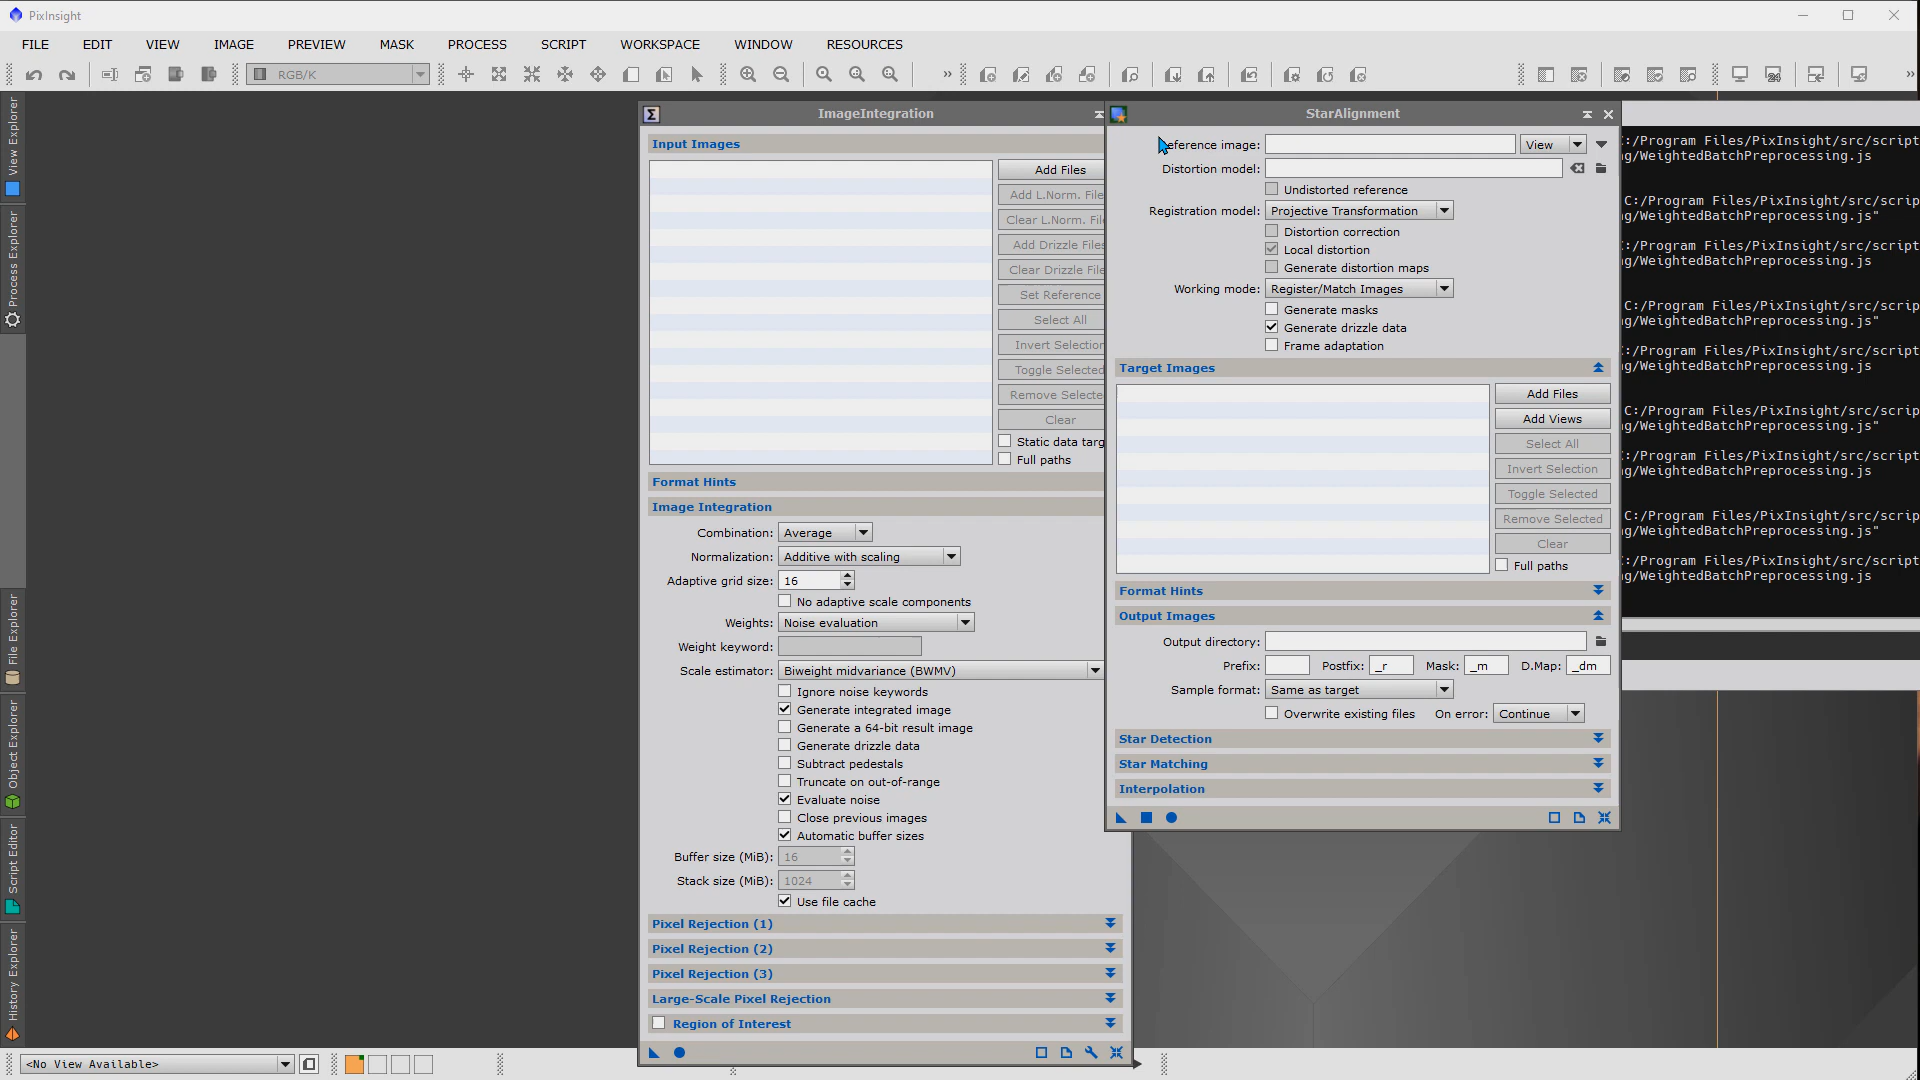 PixInsight
FILE EDIT VIEW IMAGE PREVIEW MASK PROCESS SCRIPT WORKSPACE WINDOW RESOURCES
RGB/K
View Explorer
Process Explorer
File Explorer
Object Explorer
Script Editor
History Explorer
ImageIntegration
Input Images
Add Files
Add L.Norm. File
Clear L.Norm. File
Add Drizzle Files
Clear Drizzle File
Set Reference
Select All
Invert Selection
Toggle Selected
Remove Selecte
Clear
Static data targ
Full paths
Format Hints
Image Integration
Combination: Average
Normalization: Additive with scaling
Adaptive grid size: 16
No adaptive scale components
Weights: Noise evaluation
Weight keyword:
Scale estimator: Biweight midvariance (BWMV)
Ignore noise keywords
Generate integrated image
Generate a 64-bit result image
Generate drizzle data
Subtract pedestals
Truncate on out-of-range
Evaluate noise
Close previous images
Automatic buffer sizes
Buffer size (MiB): 16
Stack size (MiB): 1024
Use file cache
Pixel Rejection (1)
Pixel Rejection (2)
Pixel Rejection (3)
Large-Scale Pixel Rejection
Region of Interest
StarAlignment
eference image: View
Distortion model:
Undistorted reference
Registration model: Projective Transformation
Distortion correction
Local distortion
Generate distortion maps
Working mode: Register/Match Images
Generate masks
Generate drizzle data
Frame adaptation
Target Images
Add Files
Add Views
Select All
Invert Selection
Toggle Selected
Remove Selected
Clear
Full paths
Format Hints
Output Images
Output directory:
Prefix: Postfix: _r Mask: _m D.Map: _dm
Sample format: Same as target
Overwrite existing files On error: Continue
Star Detection
Star Matching
Interpolation
:/Program Files/PixInsight/src/script
g/WeightedBatchPreprocessing.js
C:/Program Files/PixInsight/src/scrip
g/WeightedBatchPreprocessing.js"
:/Program Files/PixInsight/src/script
g/WeightedBatchPreprocessing.js
C:/Program Files/PixInsight/src/scrip
g/WeightedBatchPreprocessing.js"
:/Program Files/PixInsight/src/script
g/WeightedBatchPreprocessing.js
C:/Program Files/PixInsight/src/scrip
g/WeightedBatchPreprocessing.js"
:/Program Files/PixInsight/src/script
g/WeightedBatchPreprocessing.js
C:/Program Files/PixInsight/src/scrip
g/WeightedBatchPreprocessing.js"
:/Program Files/PixInsight/src/script
g/WeightedBatchPreprocessing.js
<No View Available>